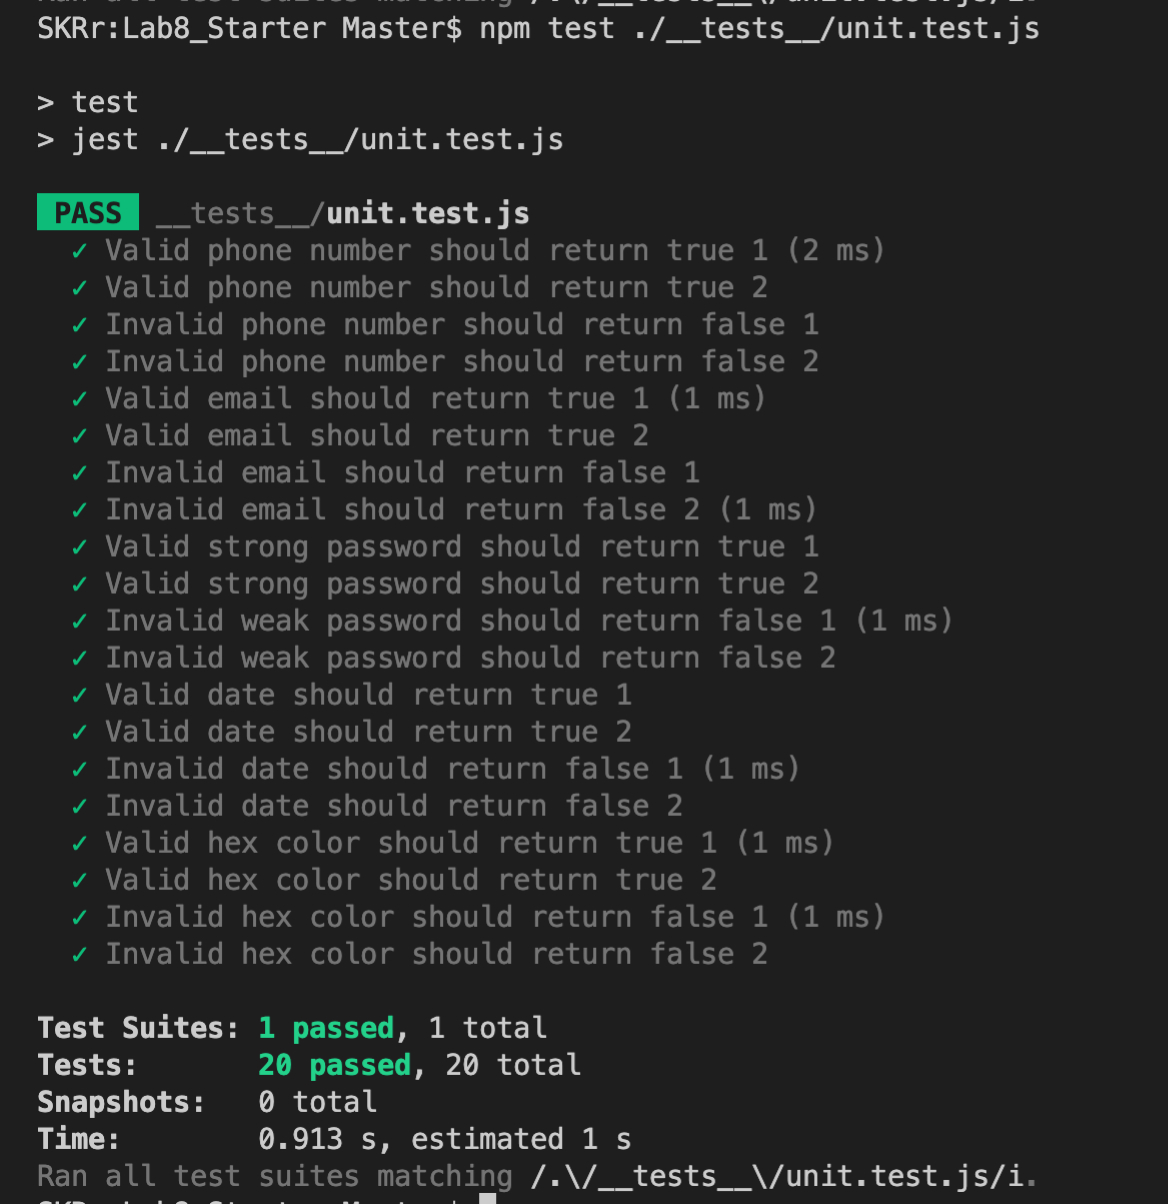 SKRr:Lab8_Starter Master$ npm test ./__tests__/unit.test.js
> test
> jest ./__tests__/unit.test.js
PASS __tests__/unit.test.js
✓ Valid phone number should return true 1 (2 ms)
✓ Valid phone number should return true 2
✓ Invalid phone number should return false 1
✓ Invalid phone number should return false 2
✓ Valid email should return true 1 (1 ms)
✓ Valid email should return true 2
✓ Invalid email should return false 1
✓ Invalid email should return false 2 (1 ms)
✓ Valid strong password should return true 1
✓ Valid strong password should return true 2
✓ Invalid weak password should return false 1 (1 ms)
✓ Invalid weak password should return false 2
✓ Valid date should return true 1
✓ Valid date should return true 2
✓ Invalid date should return false 1 (1 ms)
✓ Invalid date should return false 2
✓ Valid hex color should return true 1 (1 ms)
✓ Valid hex color should return true 2
✓ Invalid hex color should return false 1 (1 ms)
✓ Invalid hex color should return false 2
Test Suites: 1 passed, 1 total
Tests: 20 passed, 20 total
Snapshots: 0 total
Time: 0.913 s, estimated 1 s
Ran all test suites matching /.\/__tests__\/unit.test.js/i.